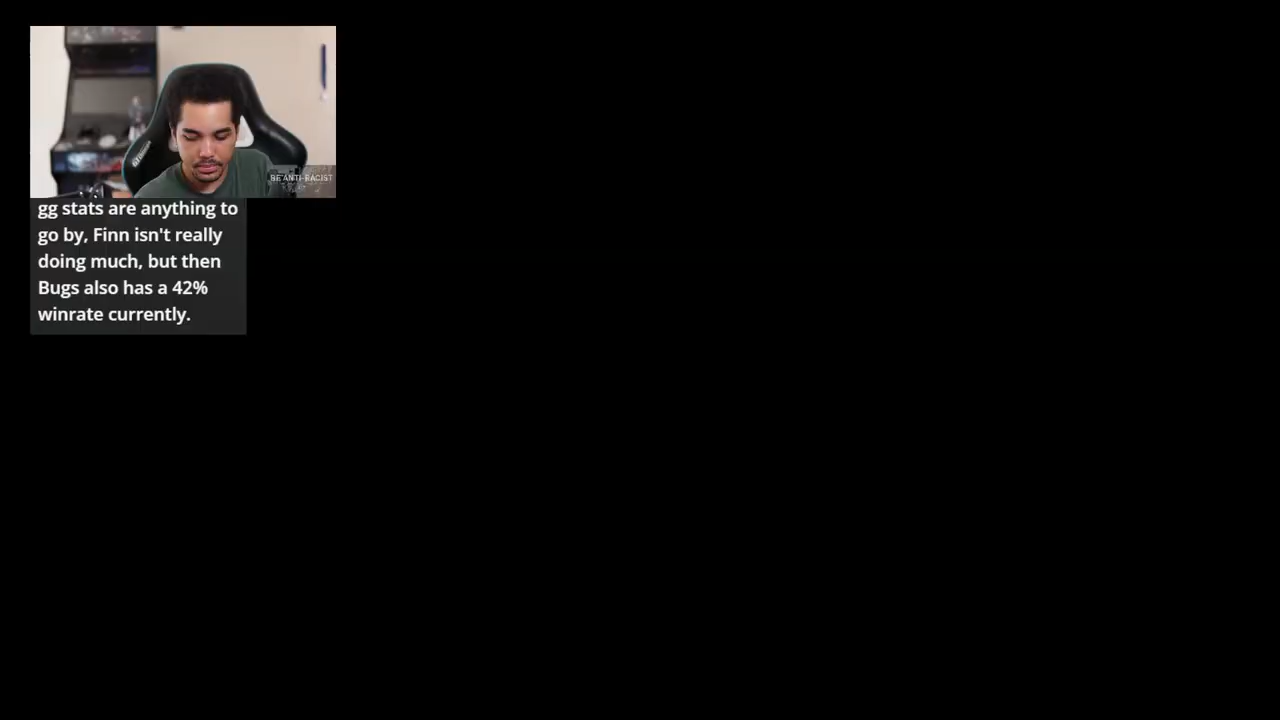 BE ANTI-RACIST
gg stats are anything to
go by, Finn isn't really
doing much, but then
Bugs also has a 42%
winrate currently.